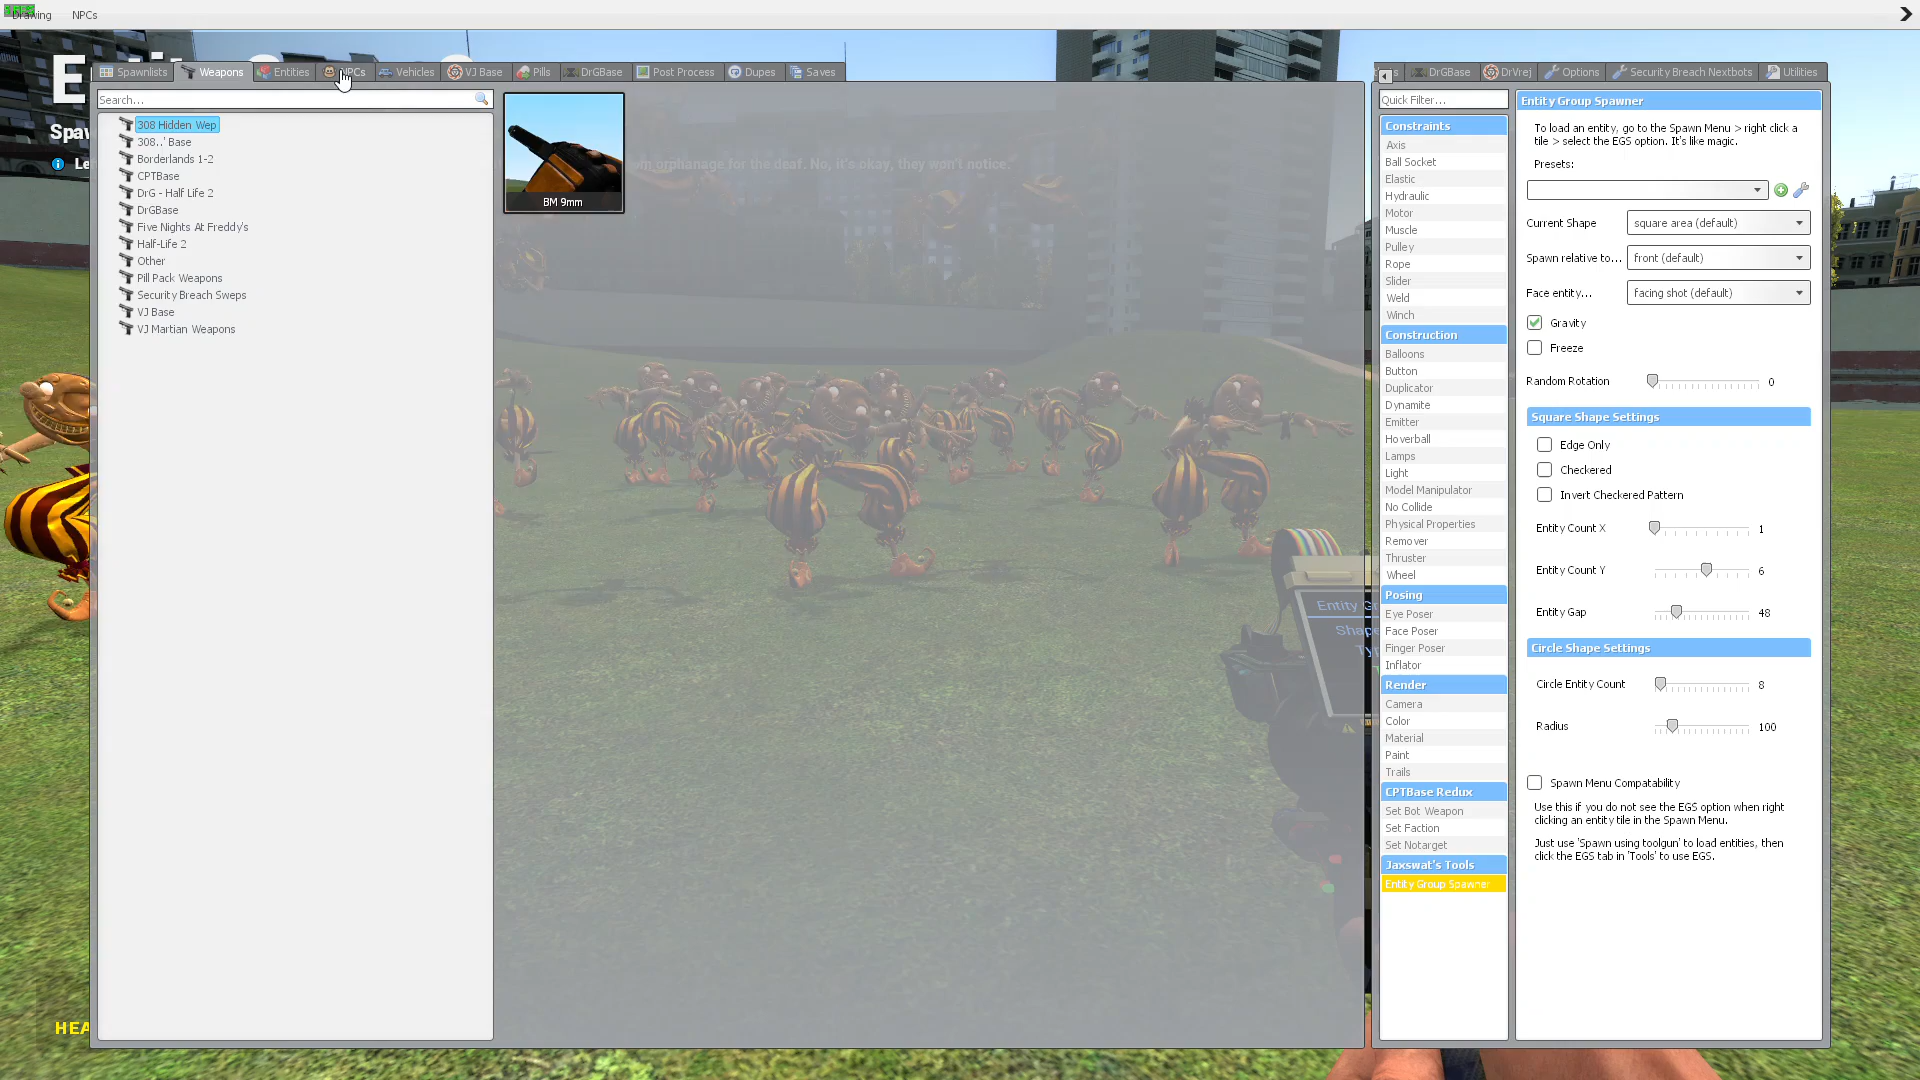 Drawing NPCs
Spawnlists Weapons Entities NPCs Vehicles VJ Base Pills DrGBase Post Process Dupes Saves
DrGBase DrVrej Options Security Breach Nextbots Utilities
Search...
308 Hidden Wep
308..' Base
Borderlands 1-2
CPTBase
DrG - Half Life 2
DrGBase
Five Nights At Freddy's
Half-Life 2
Other
Pill Pack Weapons
Security Breach Sweps
VJ Base
VJ Martian Weapons
BM 9mm
orphanage for the deaf. No, it's okay, they won't notice.
Quick Filter...
Constraints
Axis
Ball Socket
Elastic
Hydraulic
Motor
Muscle
Pulley
Rope
Slider
Weld
Winch
Construction
Balloons
Button
Duplicator
Dynamite
Emitter
Hoverball
Lamps
Light
Model Manipulator
No Collide
Physical Properties
Remover
Thruster
Wheel
Posing
Eye Poser
Face Poser
Finger Poser
Inflator
Render
Camera
Color
Material
Paint
Trails
CPTBase Redux
Set Bot Weapon
Set Faction
Set Notarget
Jaxswat's Tools
Entity Group Spawner
Entity Group Spawner
To load an entity, go to the Spawn Menu > right click a
tile > select the EGS option. It's like magic.
Presets:
Current Shape square area (default)
Spawn relative to... front (default)
Face entity... facing shot (default)
Gravity
Freeze
Random Rotation 0
Square Shape Settings
Edge Only
Checkered
Invert Checkered Pattern
Entity Count X 1
Entity Count Y 6
Entity Gap 48
Circle Shape Settings
Circle Entity Count 8
Radius 100
Spawn Menu Compatability
Use this if you do not see the EGS option when right
clicking an entity tile in the Spawn Menu.
Just use 'Spawn using toolgun' to load entities, then
click the EGS tab in 'Tools' to use EGS.